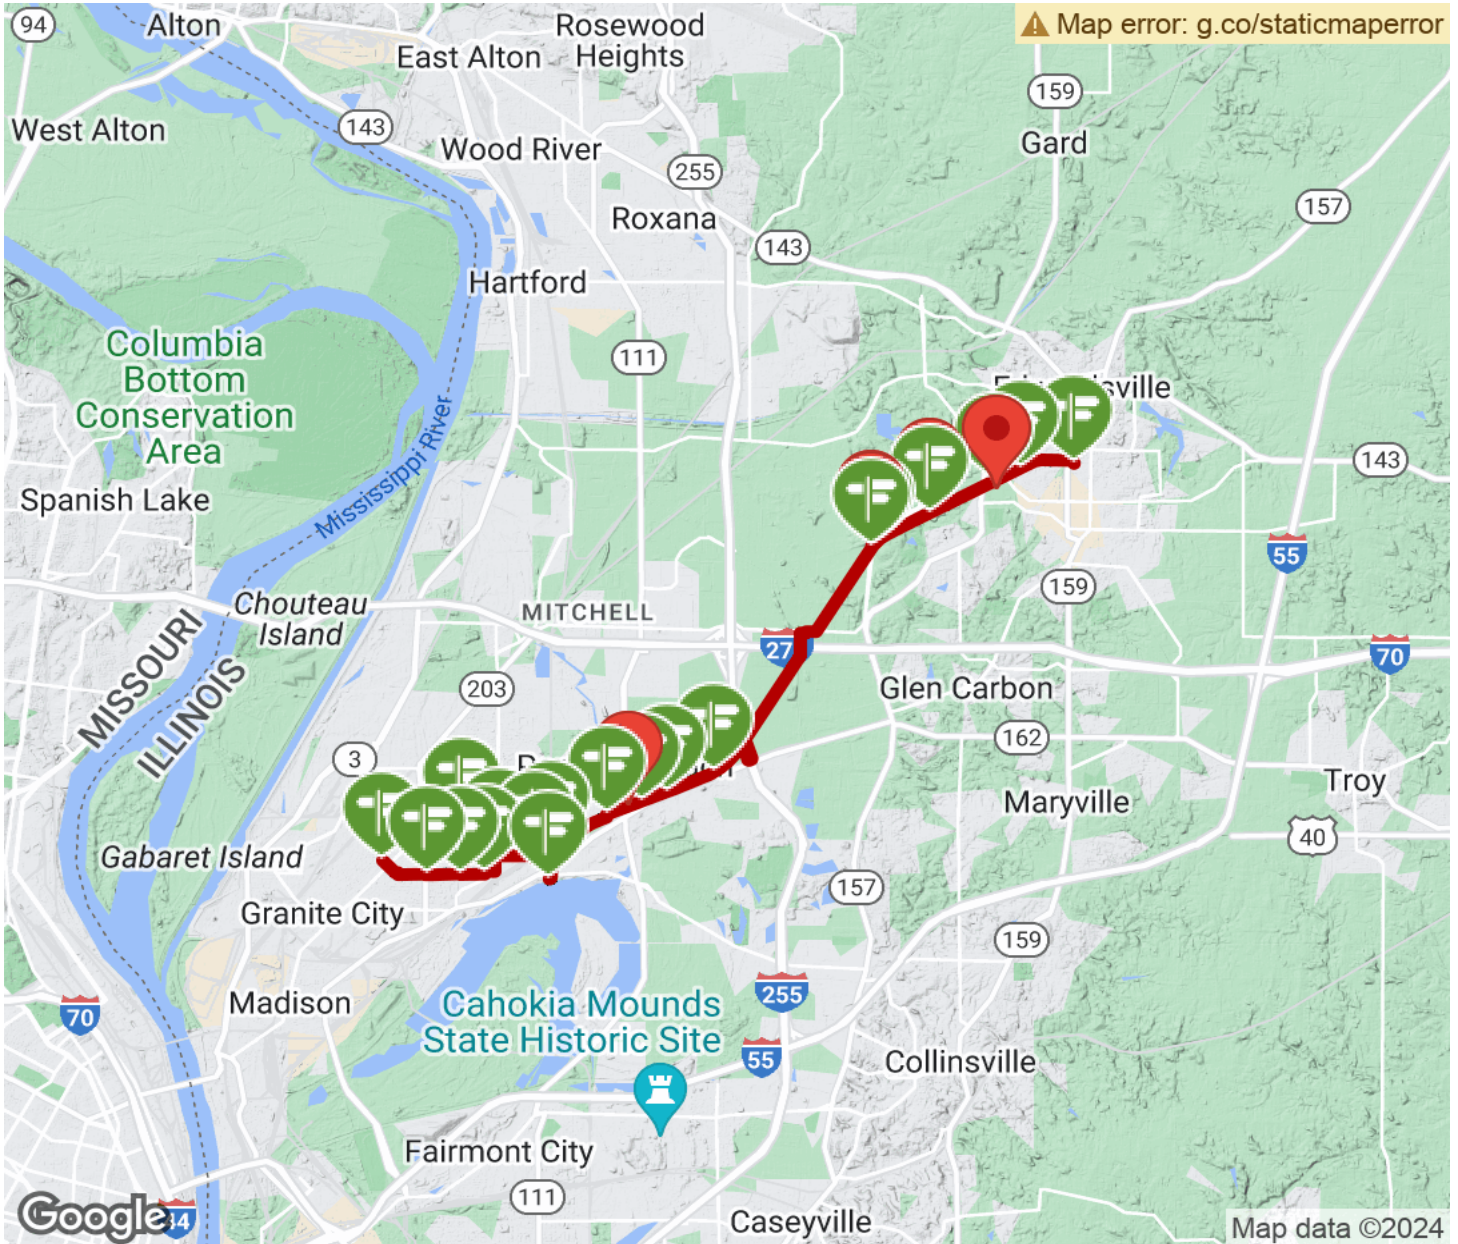 94
Alton
East Alton
Rosewood
Heights
Map error: g.co/staticmaperror
159
Gard
West Alton
143
Wood River
255
157
Roxana
143
Hartford
Columbia
Bottom
Conservation
Area
111
143
Spanish Lake
Mississippi River
55
Chouteau
Island
MITCHELL
159
MISSOURI
ILLINOIS
27
70
203
Glen Carbon
3
162
Troy
Maryville
40
Gabaret Island
157
Granite City
159
255
Madison
Cahokia Mounds
State Historic Site
70
55
Collinsville
Fairmont City
111
Caseyville
Google
44
Map data ©2024